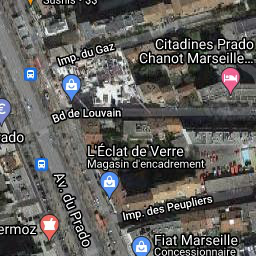 Sushis - $$
Imp. du Gaz
Citadines Prado
Chanot Marseille...
Bd de Louvain
rado
L'Éclat de Verre
Magasin d'encadrement
Av. du Prado
Imp. des Peupliers
ermoz
Fiat Marseille
Concessionnaire